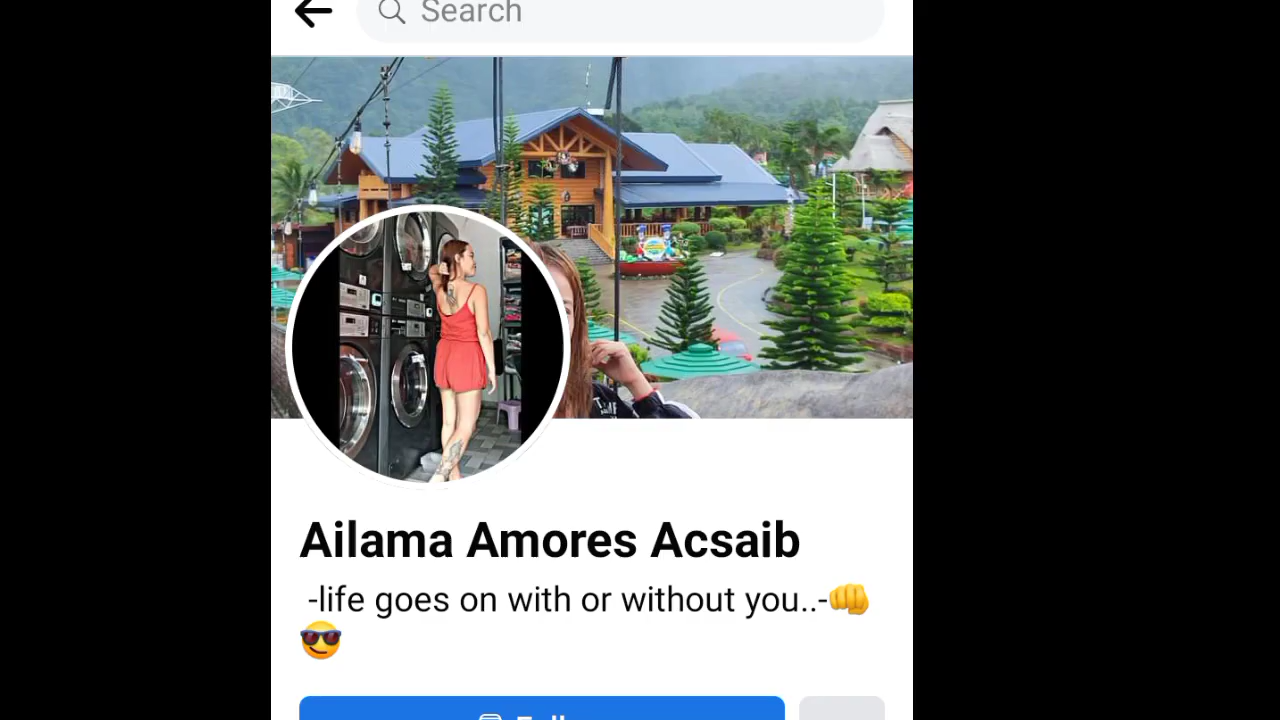 Search
Ailama Amores Acsaib
-life goes on with or without you..-👊
😎